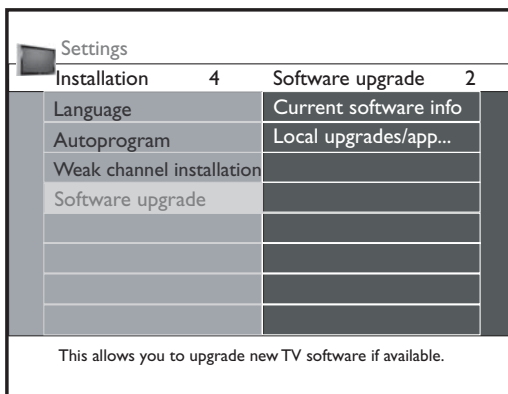 Settings
Installation 4 Software upgrade 2
Language Current software info
Autoprogram Local upgrades/app...
Weak channel installation
Software upgrade
This allows you to upgrade new TV software if available.